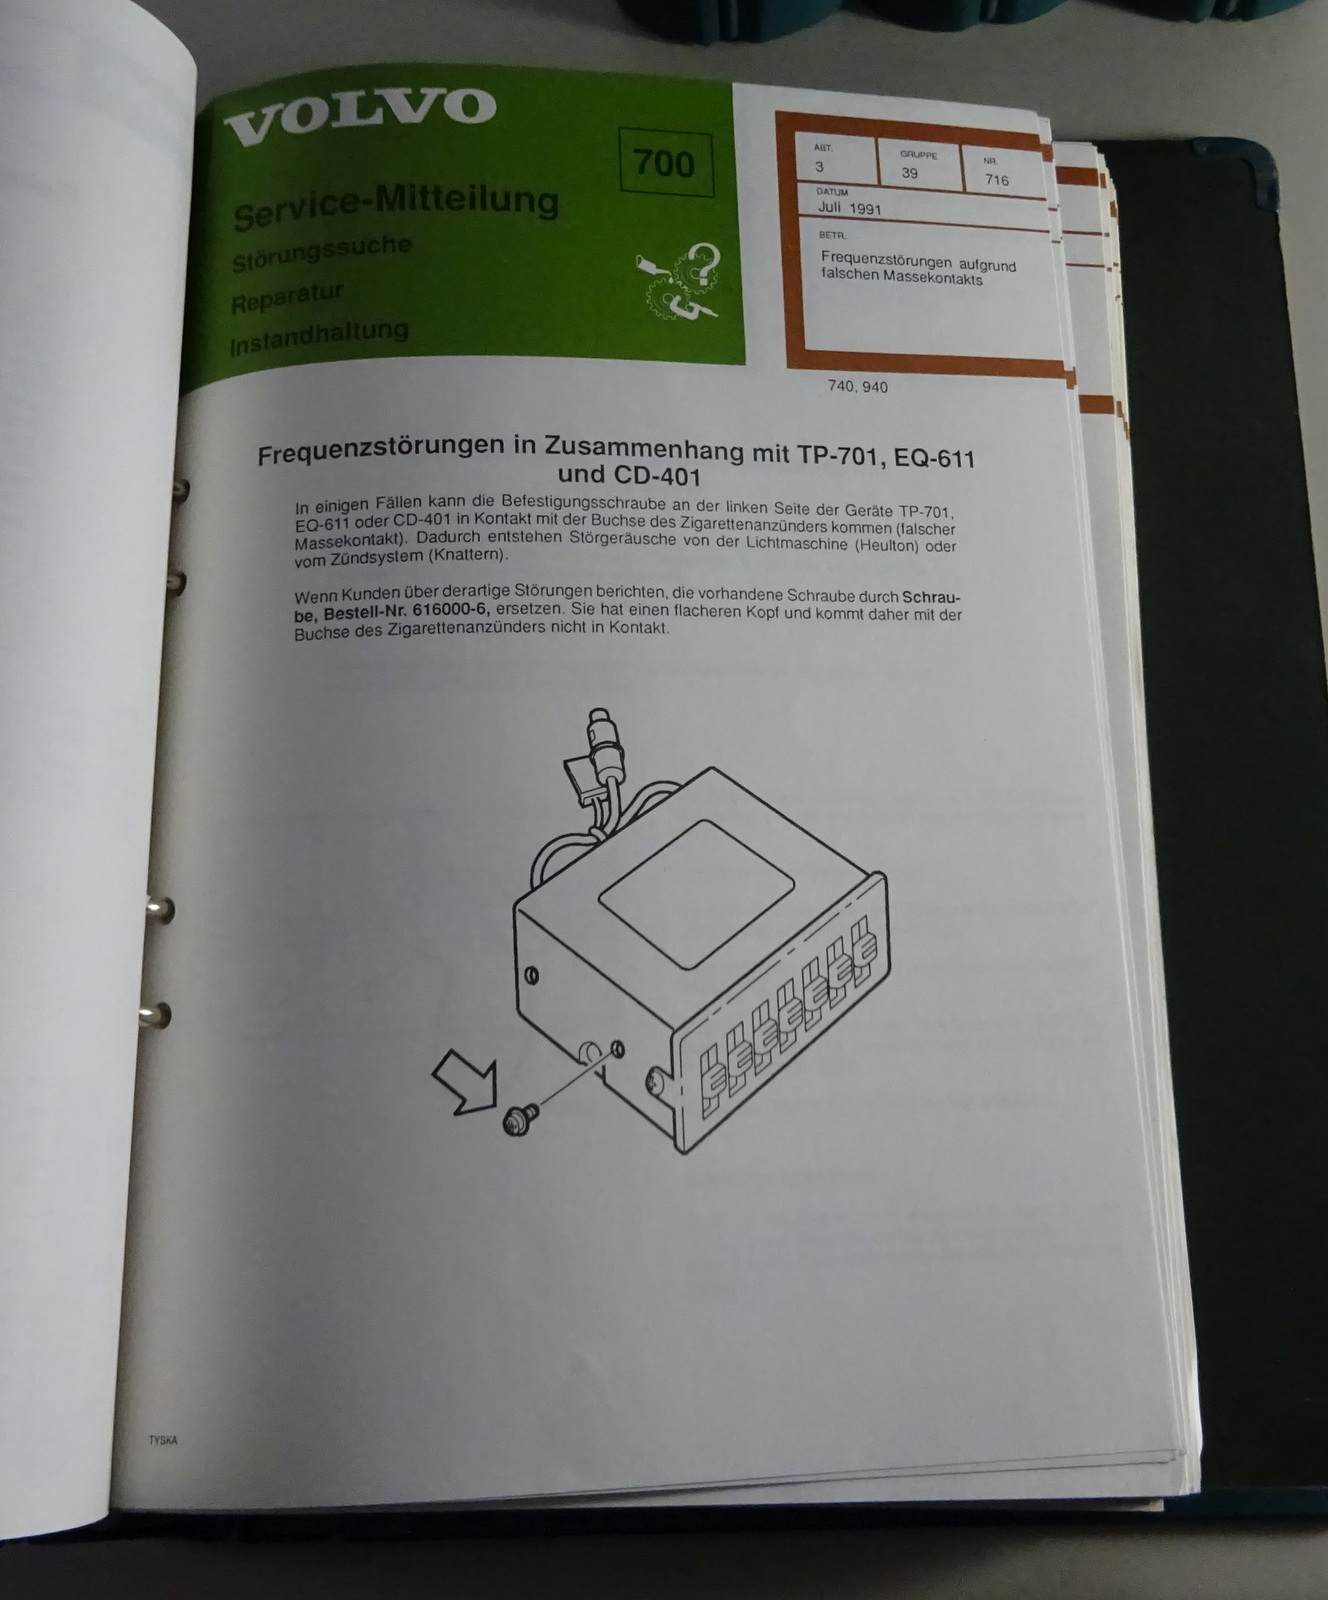 VOLVO
700
Service-Mitteilung
Störungssuche
Reparatur
Instandhaltung
ABT.
3
GRUPPE
39
NR.
716
DATUM
Juli 1991
BETR.
Frequenzstörungen aufgrund
falschen Massekontakts
740, 940
Frequenzstörungen in Zusammenhang mit TP-701, EQ-611
und CD-401
In einigen Fällen kann die Befestigungsschraube an der linken Seite der Geräte TP-701,
EQ-611 oder CD-401 in Kontakt mit der Buchse des Zigarettenanzünders kommen (falscher
Massekontakt). Dadurch entstehen Störgeräusche von der Lichtmaschine (Heulton) oder
vom Zündsystem (Knattern).
Wenn Kunden über derartige Störungen berichten, die vorhandene Schraube durch Schrau-
be, Bestell-Nr. 616000-6, ersetzen. Sie hat einen flacheren Kopf und kommt daher mit der
Buchse des Zigarettenanzünders nicht in Kontakt.
TYSKA